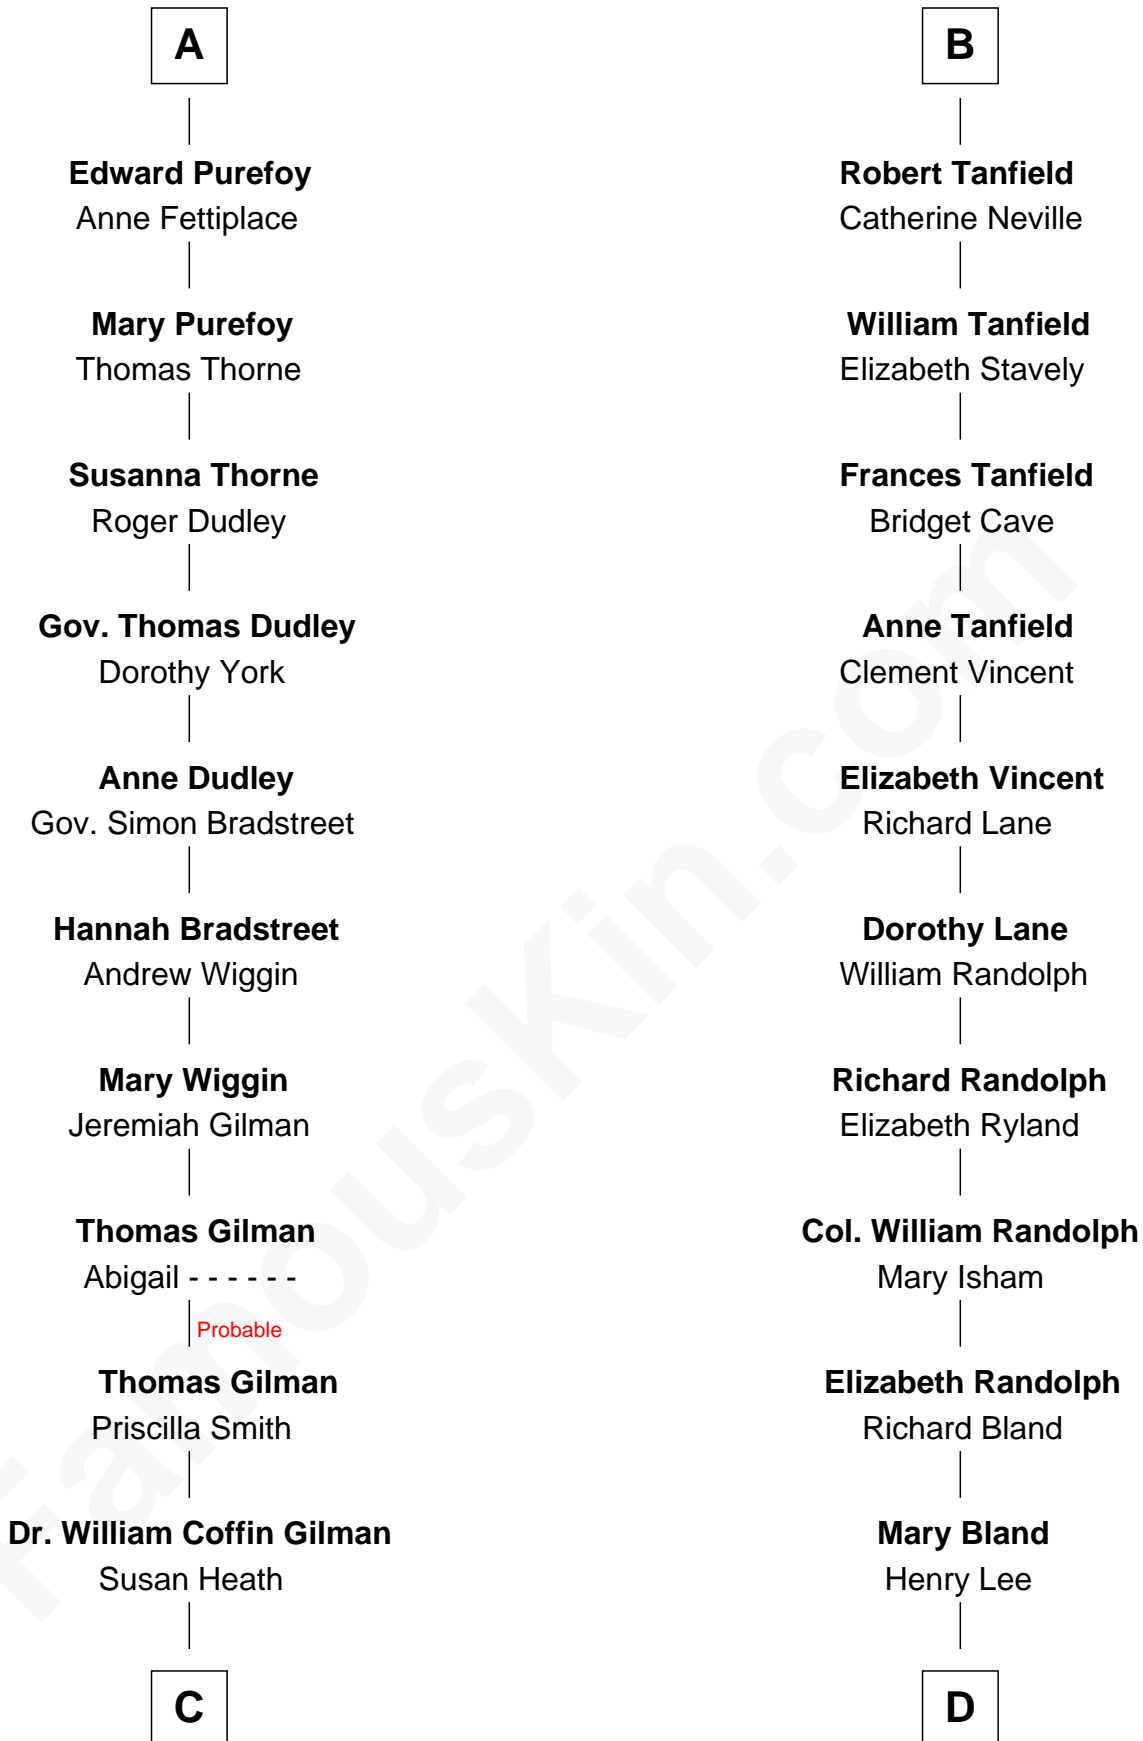 A
Edward Purefoy
Anne Fettiplace
Mary Purefoy
Thomas Thorne
Susanna Thorne
Roger Dudley
Gov. Thomas Dudley
Dorothy York
Anne Dudley
Gov. Simon Bradstreet
Hannah Bradstreet
Andrew Wiggin
Mary Wiggin
Jeremiah Gilman
Thomas Gilman
Abigail - - - - - -
Probable
Thomas Gilman
Priscilla Smith
Dr. William Coffin Gilman
Susan Heath
C
B
Robert Tanfield
Catherine Neville
William Tanfield
Elizabeth Stavely
Frances Tanfield
Bridget Cave
Anne Tanfield
Clement Vincent
Elizabeth Vincent
Richard Lane
Dorothy Lane
William Randolph
Richard Randolph
Elizabeth Ryland
Col. William Randolph
Mary Isham
Elizabeth Randolph
Richard Bland
Mary Bland
Henry Lee
D
FamousKin.com